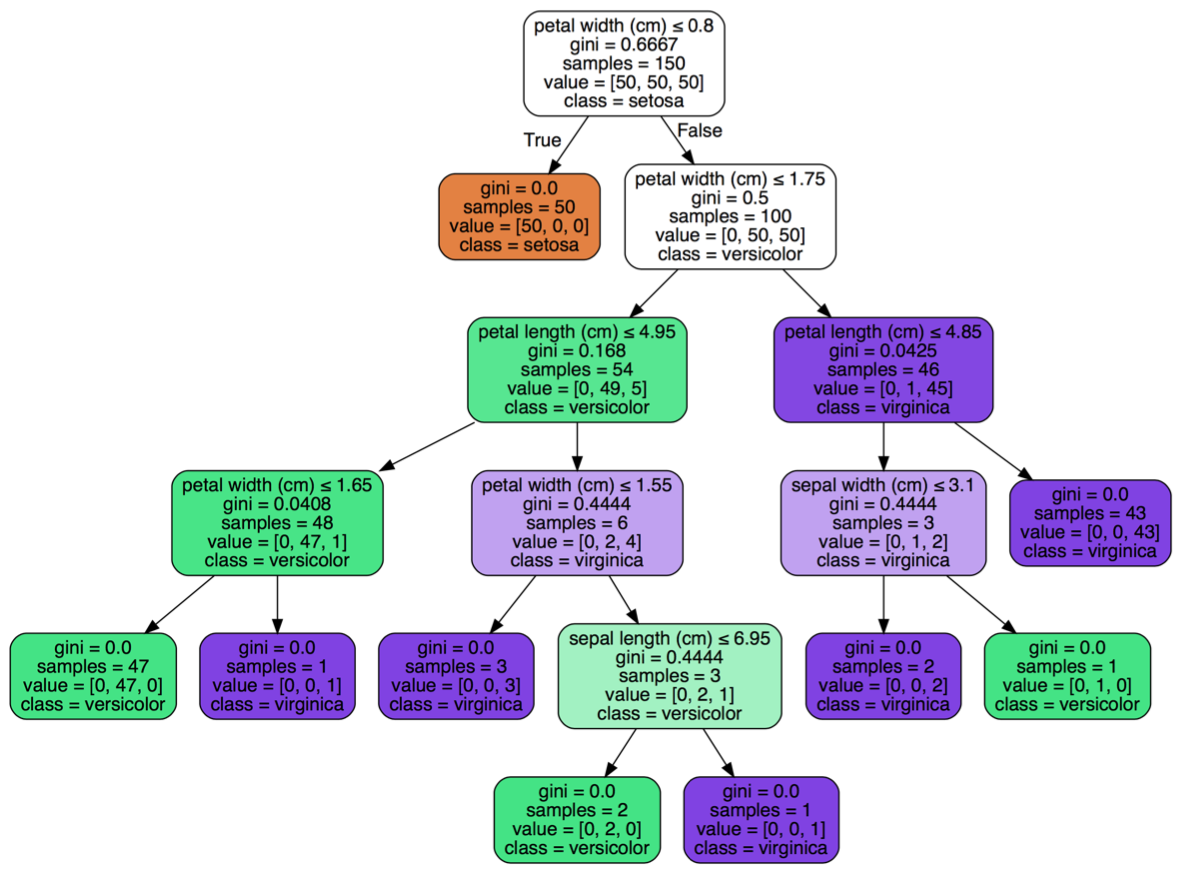 petal width (cm) ≤ 0.8
gini = 0.6667
samples = 150
value = [50, 50, 50]
class = setosa
True
False
gini = 0.0
samples = 50
value = [50, 0, 0]
class = setosa
petal width (cm) ≤ 1.75
gini = 0.5
samples = 100
value = [0, 50, 50]
class = versicolor
petal length (cm) ≤ 4.95
gini = 0.168
samples = 54
value = [0, 49, 5]
class = versicolor
petal length (cm) ≤ 4.85
gini = 0.0425
samples = 46
value = [0, 1, 45]
class = virginica
petal width (cm) ≤ 1.65
gini = 0.0408
samples = 48
value = [0, 47, 1]
class = versicolor
petal width (cm) ≤ 1.55
gini = 0.4444
samples = 6
value = [0, 2, 4]
class = virginica
sepal width (cm) ≤ 3.1
gini = 0.4444
samples = 3
value = [0, 1, 2]
class = virginica
gini = 0.0
samples = 43
value = [0, 0, 43]
class = virginica
gini = 0.0
samples = 47
value = [0, 47, 0]
class = versicolor
gini = 0.0
samples = 1
value = [0, 0, 1]
class = virginica
gini = 0.0
samples = 3
value = [0, 0, 3]
class = virginica
sepal length (cm) ≤ 6.95
gini = 0.4444
samples = 3
value = [0, 2, 1]
class = versicolor
gini = 0.0
samples = 2
value = [0, 0, 2]
class = virginica
gini = 0.0
samples = 1
value = [0, 1, 0]
class = versicolor
gini = 0.0
samples = 2
value = [0, 2, 0]
class = versicolor
gini = 0.0
samples = 1
value = [0, 0, 1]
class = virginica